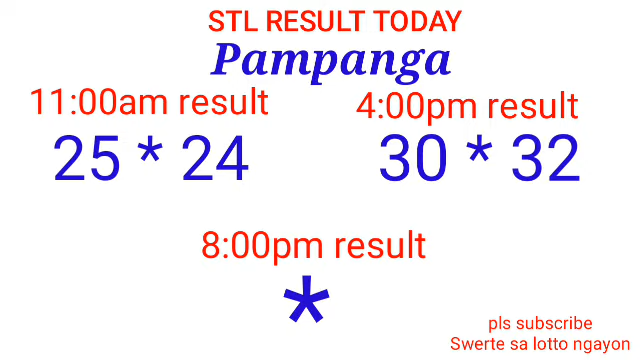 STL RESULT TODAY
Pampanga
11:00am result
25 * 24
4:00pm result
30 * 32
8:00pm result
*
pls subscribe
Swerte sa lotto ngayon